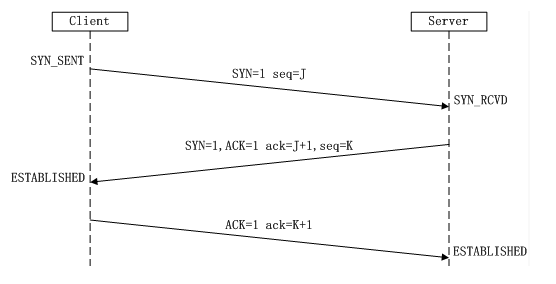 Client
Server
SYN_SENT
SYN=1 seq=J
SYN_RCVD
SYN=1,ACK=1 ack=J+1,seq=K
ESTABLISHED
ACK=1 ack=K+1
ESTABLISHED